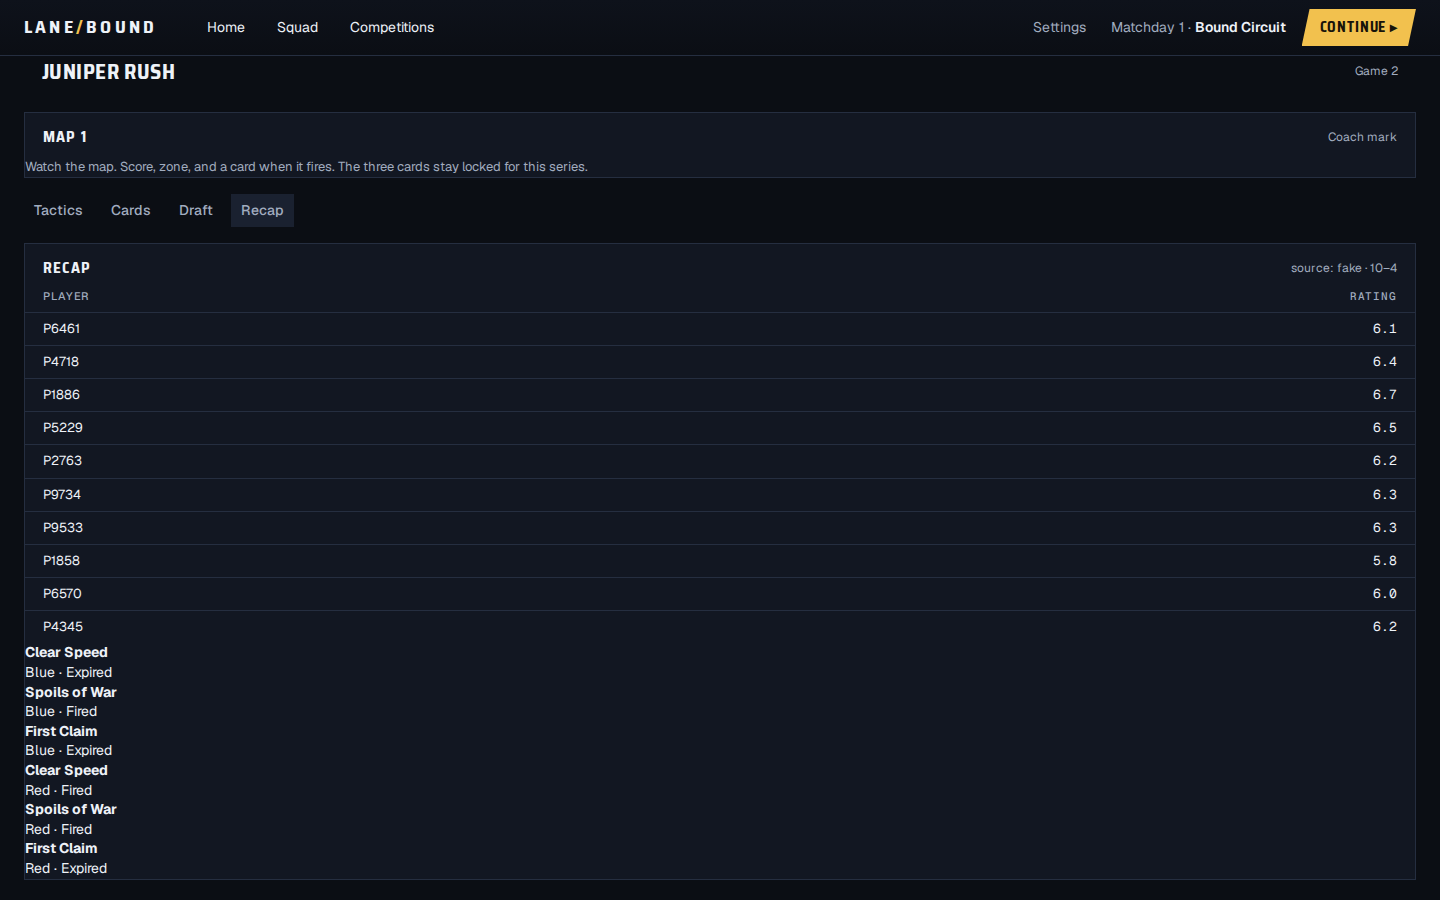 LANE/BOUND Home Squad Competitions Settings Matchday 1 · Bound Circuit CONTINUE ▸
JUNIPER RUSH Game 2
MAP 1 Coach mark
Watch the map. Score, zone, and a card when it fires. The three cards stay locked for this series.
Tactics Cards Draft Recap
RECAP source: fake · 10–4
PLAYER RATING
P6461 6.1
P4718 6.4
P1886 6.7
P5229 6.5
P2763 6.2
P9734 6.3
P9533 6.3
P1858 5.8
P6570 6.0
P4345 6.2
Clear Speed
Blue · Expired
Spoils of War
Blue · Fired
First Claim
Blue · Expired
Clear Speed
Red · Fired
Spoils of War
Red · Fired
First Claim
Red · Expired